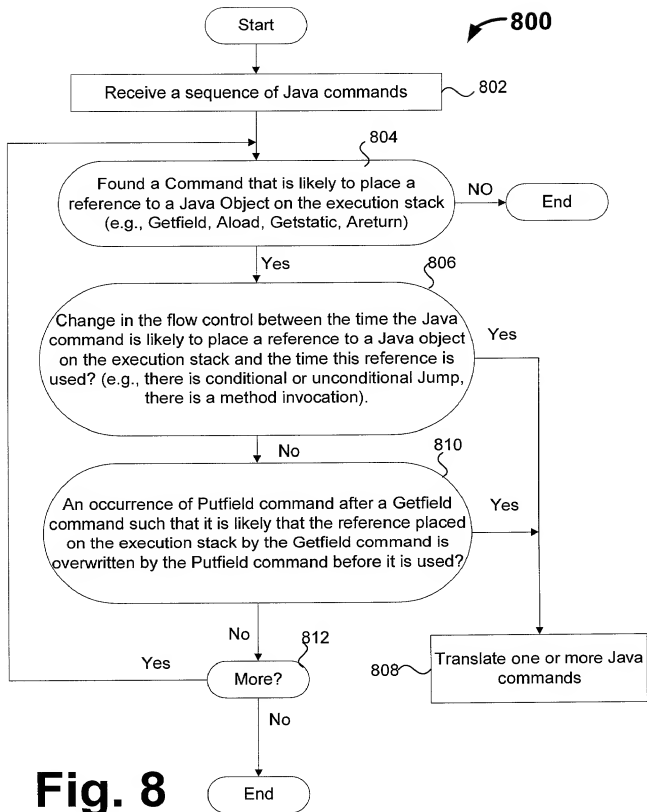 Start
800
Receive a sequence of Java commands
802
804
Found a Command that is likely to place a
reference to a Java Object on the execution stack
(e.g., Getfield, Aload, Getstatic, Areturn)
NO
End
Yes
806
Change in the flow control between the time the Java
command is likely to place a reference to a Java object
on the execution stack and the time this reference is
used? (e.g., there is conditional or unconditional Jump,
there is a method invocation).
Yes
No
810
An occurrence of Putfield command after a Getfield
command such that it is likely that the reference placed
on the execution stack by the Getfield command is
overwritten by the Putfield command before it is used?
Yes
No
812
Yes
More?
808
Translate one or more Java
commands
No
Fig. 8
End